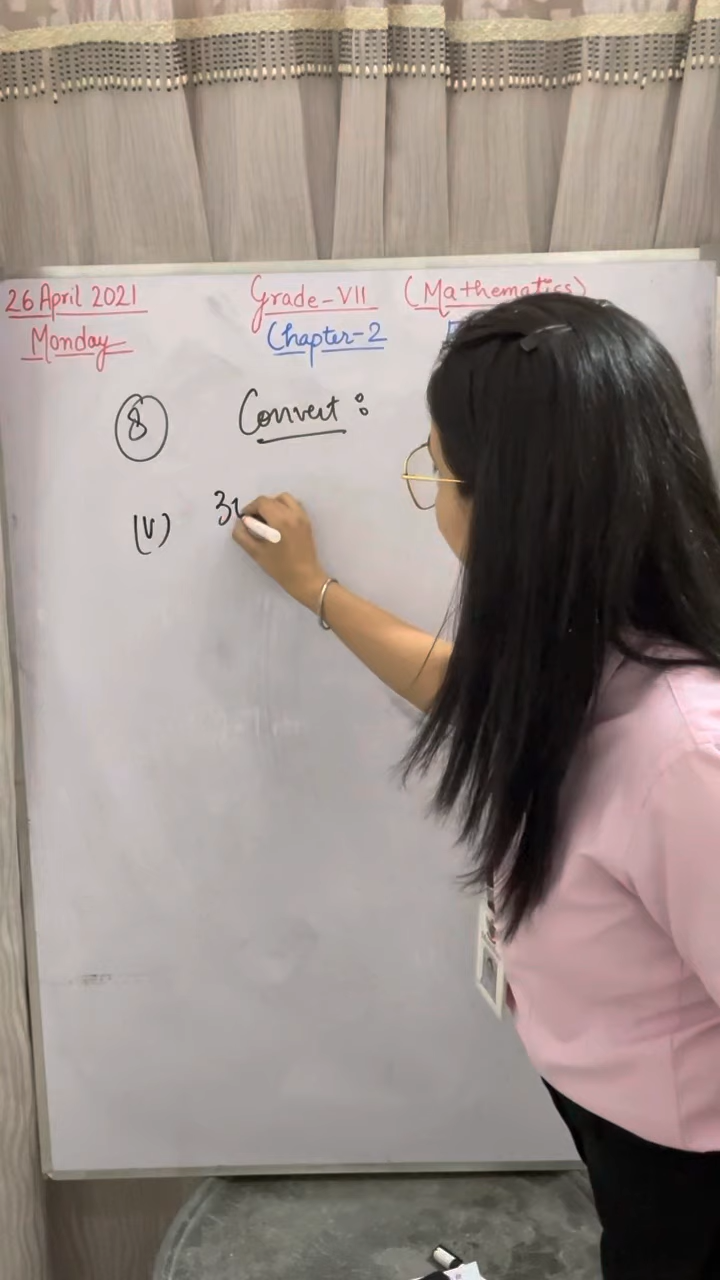 26 April 2021 Grade-VII (Mathematics)
Monday Chapter-2
8 Convert:
(V) 3